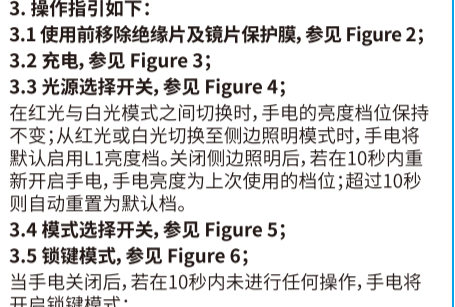 3. 操作指引如下：
3.1 使用前移除绝缘片及镜片保护膜, 参见 Figure 2；
3.2 充电, 参见 Figure 3；
3.3 光源选择开关, 参见 Figure 4；
在红光与白光模式之间切换时, 手电的亮度档位保持
不变；从红光或白光切换至侧边照明模式时, 手电将
默认启用L1亮度档。关闭侧边照明后, 若在10秒内重
新开启手电, 手电亮度为上次使用的档位；超过10秒
则自动重置为默认档。
3.4 模式选择开关, 参见 Figure 5；
3.5 锁键模式, 参见 Figure 6；
当手电关闭后, 若在10秒内未进行任何操作, 手电将
开启锁键模式；